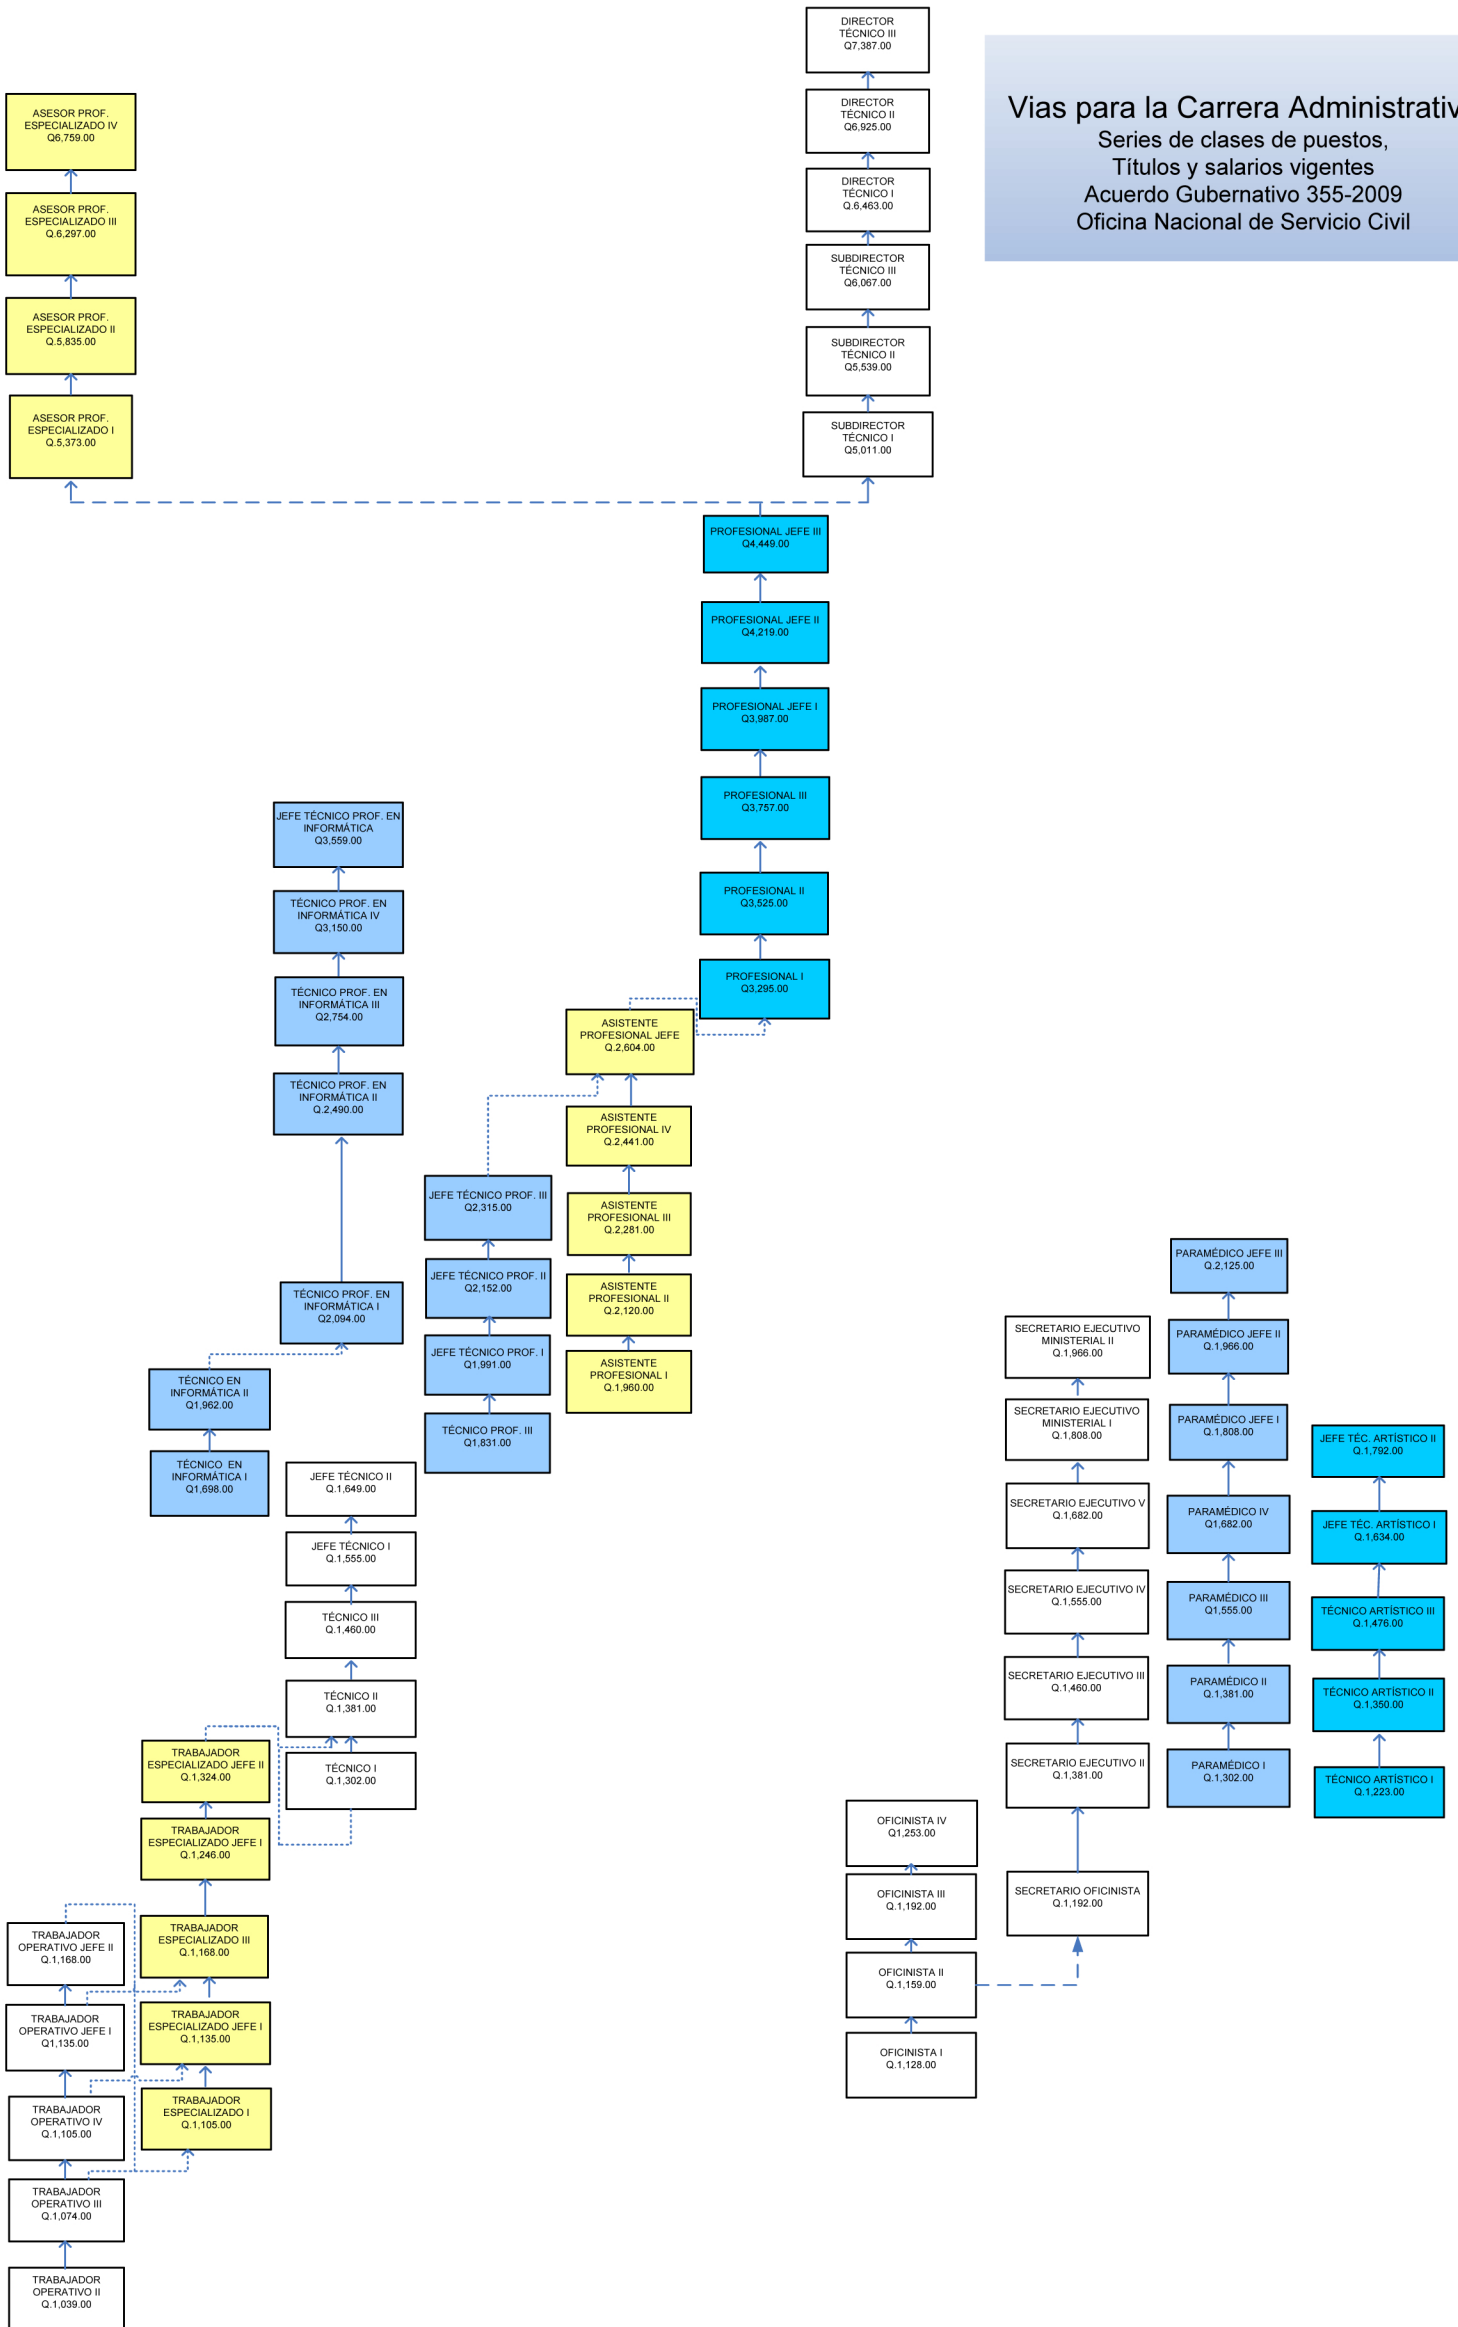 DIRECTOR
TÉCNICO III
Q7,387.00
DIRECTOR
TÉCNICO II
Q6,925.00
DIRECTOR
TÉCNICO I
Q.6,463.00
SUBDIRECTOR
TÉCNICO III
Q6,067.00
SUBDIRECTOR
TÉCNICO II
Q5,539.00
SUBDIRECTOR
TÉCNICO I
Q5,011.00
Vias para la Carrera Administrativ
Series de clases de puestos,
Títulos y salarios vigentes
Acuerdo Gubernativo 355-2009
Oficina Nacional de Servicio Civil
ASESOR PROF.
ESPECIALIZADO IV
Q6,759.00
ASESOR PROF.
ESPECIALIZADO III
Q.6,297.00
ASESOR PROF.
ESPECIALIZADO II
Q.5,835.00
ASESOR PROF.
ESPECIALIZADO I
Q.5,373.00
PROFESIONAL JEFE III
Q4,449.00
PROFESIONAL JEFE II
Q4,219.00
PROFESIONAL JEFE I
Q3,987.00
PROFESIONAL III
Q3,757.00
PROFESIONAL II
Q3,525.00
PROFESIONAL I
Q3,295.00
JEFE TÉCNICO PROF. EN
INFORMÁTICA
Q3,559.00
TÉCNICO PROF. EN
INFORMÁTICA IV
Q3,150.00
TÉCNICO PROF. EN
INFORMÁTICA III
Q2,754.00
TÉCNICO PROF. EN
INFORMÁTICA II
Q.2,490.00
TÉCNICO PROF. EN
INFORMÁTICA I
Q2,094.00
TÉCNICO EN
INFORMÁTICA II
Q1,962.00
TÉCNICO EN
INFORMÁTICA I
Q1,698.00
ASISTENTE
PROFESIONAL JEFE
Q.2,604.00
ASISTENTE
PROFESIONAL IV
Q.2,441.00
ASISTENTE
PROFESIONAL III
Q.2,281.00
ASISTENTE
PROFESIONAL II
Q.2,120.00
ASISTENTE
PROFESIONAL I
Q.1,960.00
JEFE TÉCNICO PROF. III
Q2,315.00
JEFE TÉCNICO PROF. II
Q2,152.00
JEFE TÉCNICO PROF. I
Q1,991.00
TÉCNICO PROF. III
Q1,831.00
JEFE TÉCNICO II
Q.1,649.00
JEFE TÉCNICO I
Q.1,555.00
TÉCNICO III
Q.1,460.00
TÉCNICO II
Q.1,381.00
TÉCNICO I
Q.1,302.00
TRABAJADOR
ESPECIALIZADO JEFE II
Q.1,324.00
TRABAJADOR
ESPECIALIZADO JEFE I
Q.1,246.00
TRABAJADOR
ESPECIALIZADO III
Q.1,168.00
TRABAJADOR
ESPECIALIZADO JEFE I
Q.1,135.00
TRABAJADOR
ESPECIALIZADO I
Q.1,105.00
TRABAJADOR
OPERATIVO JEFE II
Q.1,168.00
TRABAJADOR
OPERATIVO JEFE I
Q1,135.00
TRABAJADOR
OPERATIVO IV
Q.1,105.00
TRABAJADOR
OPERATIVO III
Q.1,074.00
TRABAJADOR
OPERATIVO II
Q.1,039.00
OFICINISTA IV
Q1,253.00
OFICINISTA III
Q.1,192.00
OFICINISTA II
Q.1,159.00
OFICINISTA I
Q.1,128.00
SECRETARIO EJECUTIVO
MINISTERIAL II
Q.1,966.00
SECRETARIO EJECUTIVO
MINISTERIAL I
Q.1,808.00
SECRETARIO EJECUTIVO V
Q.1,682.00
SECRETARIO EJECUTIVO IV
Q.1,555.00
SECRETARIO EJECUTIVO III
Q.1,460.00
SECRETARIO EJECUTIVO II
Q.1,381.00
SECRETARIO OFICINISTA
Q.1,192.00
PARAMÉDICO JEFE III
Q.2,125.00
PARAMÉDICO JEFE II
Q.1,966.00
PARAMÉDICO JEFE I
Q.1,808.00
PARAMÉDICO IV
Q1,682.00
PARAMÉDICO III
Q1,555.00
PARAMÉDICO II
Q.1,381.00
PARAMÉDICO I
Q.1,302.00
JEFE TÉC. ARTÍSTICO II
Q.1,792.00
JEFE TÉC. ARTÍSTICO I
Q.1,634.00
TÉCNICO ARTÍSTICO III
Q.1,476.00
TÉCNICO ARTÍSTICO II
Q.1,350.00
TÉCNICO ARTÍSTICO I
Q.1,223.00